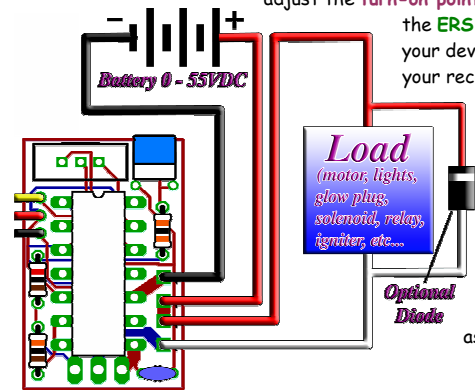 adjust the turn-on point
the ERS
your dev
your rec
- +
Battery 0 - 55VDC
Load
(motor, lights,
glow plug,
solenoid, relay,
igniter, etc...
Optional
Diode
as